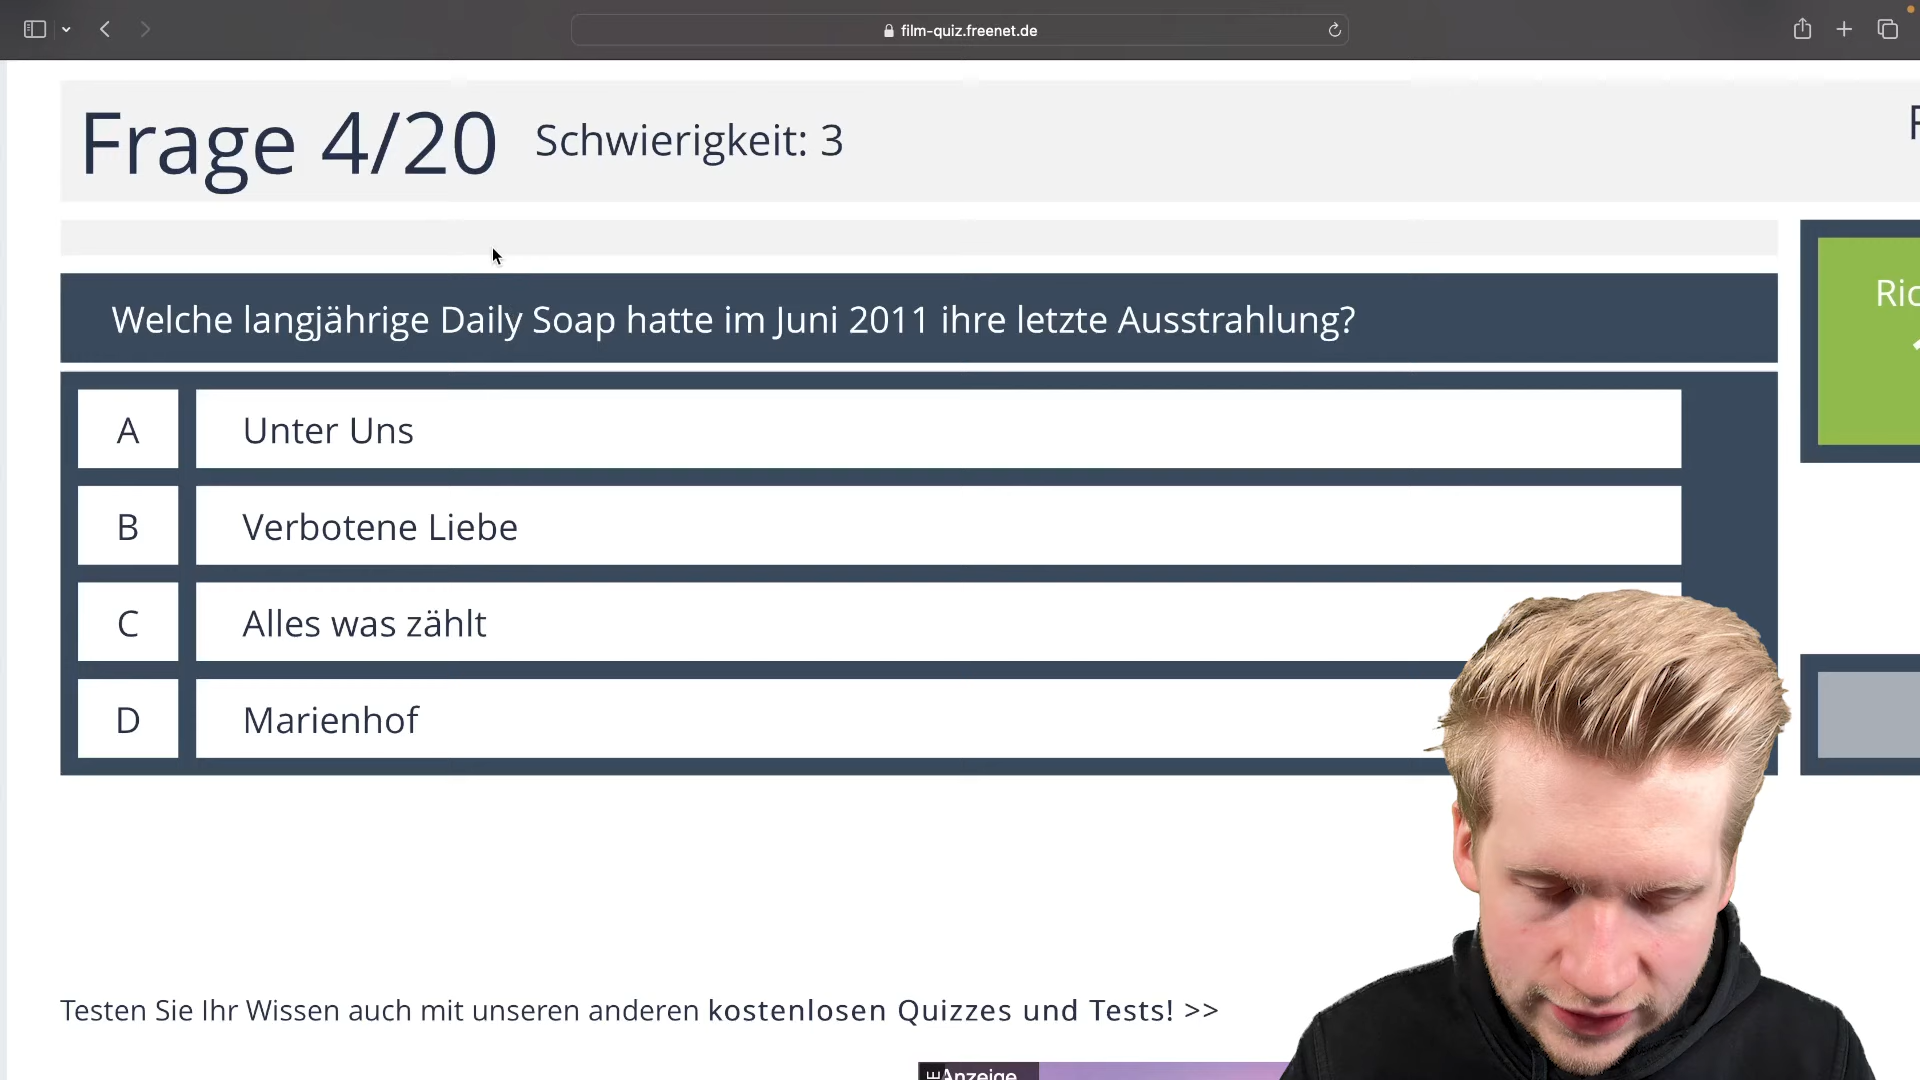 film-quiz.freenet.de
Frage 4/20 Schwierigkeit: 3
Welche langjährige Daily Soap hatte im Juni 2011 ihre letzte Ausstrahlung?
A Unter Uns
B Verbotene Liebe
C Alles was zählt
D Marienhof
Testen Sie Ihr Wissen auch mit unseren anderen kostenlosen Quizzes und Tests! >>
Anzeige